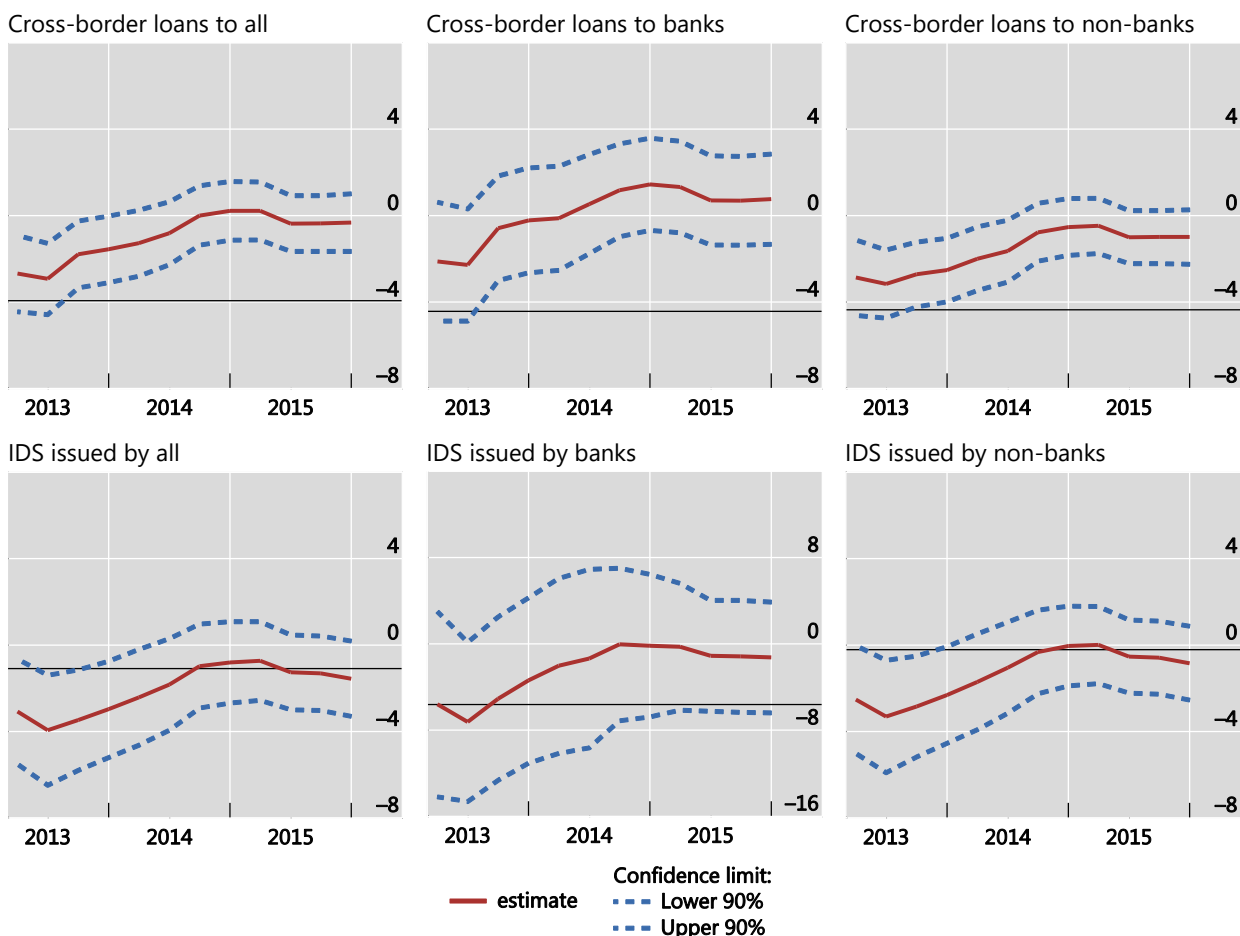 Cross-border loans to all
Cross-border loans to banks
Cross-border loans to non-banks
4
4
4
0
0
0
–4
–4
–4
–8
–8
–8
2013 2014 2015
2013 2014 2015
2013 2014 2015
IDS issued by all
IDS issued by banks
IDS issued by non-banks
4
8
4
0
0
0
–4
–8
–4
–8
–16
–8
2013 2014 2015
2013 2014 2015
2013 2014 2015
Confidence limit:
estimate
Lower 90%
Upper 90%